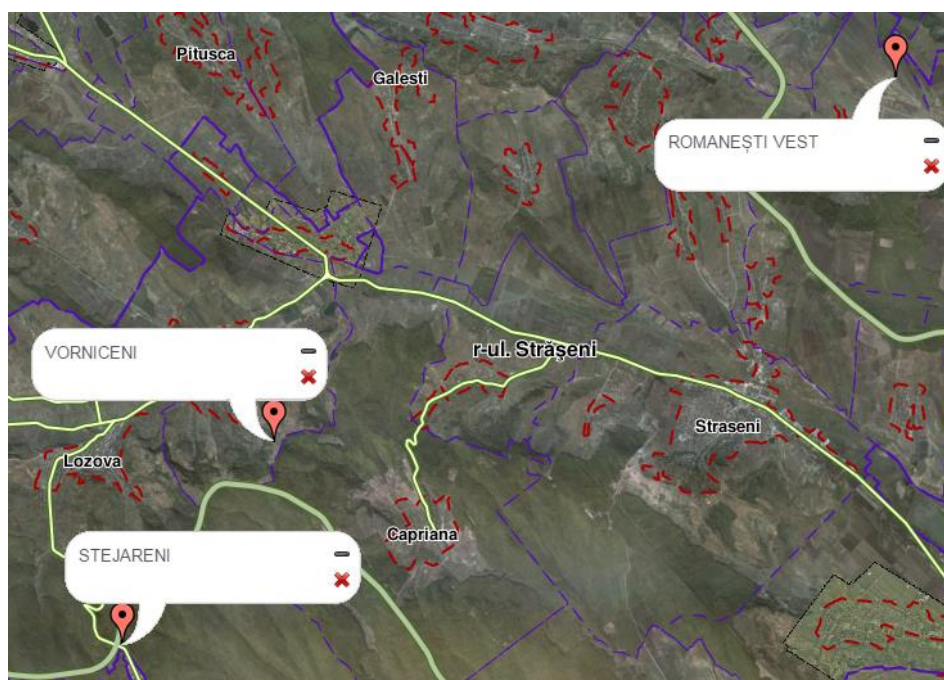 Pitusca
Galesti
ROMANEȘTI VEST
VORNICENI
r-ul. Strășeni
Straseni
Lozova
Capriana
STEJARENI